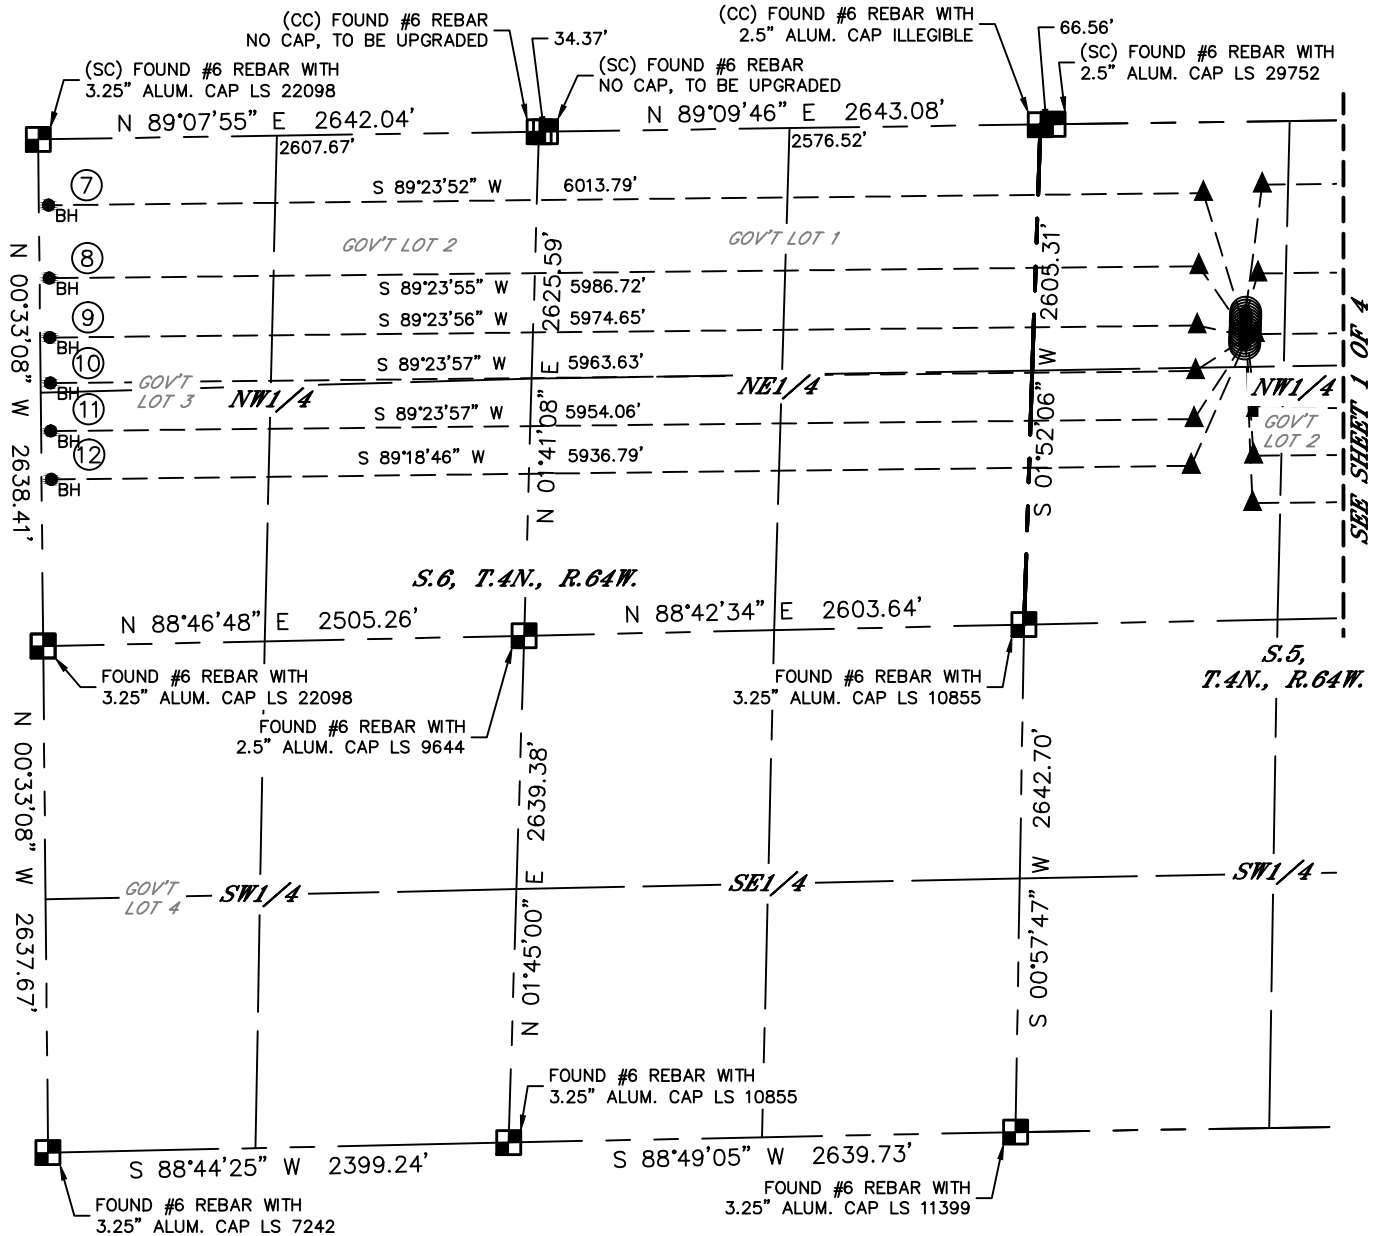 (CC) FOUND #6 REBAR
NO CAP, TO BE UPGRADED
34.37'
(CC) FOUND #6 REBAR WITH
2.5" ALUM. CAP ILLEGIBLE
66.56'
(SC) FOUND #6 REBAR WITH
3.25" ALUM. CAP LS 22098
(SC) FOUND #6 REBAR
NO CAP, TO BE UPGRADED
(SC) FOUND #6 REBAR WITH
2.5" ALUM. CAP LS 29752
N 89°07'55" E 2642.04'
2607.67'
N 89°09'46" E 2643.08'
2576.52'
7
BH
S 89°23'52" W 6013.79'
GOV'T LOT 2
GOV'T LOT 1
8
BH
S 89°23'55" W 5986.72'
9
BH
S 89°23'56" W 5974.65'
10
BH
S 89°23'57" W 5963.63'
GOV'T
LOT 3
NW1/4
NE1/4
NW1/4
GOV'T
LOT 2
11
BH
S 89°23'57" W 5954.06'
12
BH
S 89°18'46" W 5936.79'
N 00°33'08" W 2638.41'
N 01°41'08" E 2625.59'
S 01°52'06" W 2605.31'
SEE SHEET 1 OF 4
S.6, T.4N., R.64W.
N 88°46'48" E 2505.26'
N 88°42'34" E 2603.64'
S.5,
T.4N., R.64W.
FOUND #6 REBAR WITH
3.25" ALUM. CAP LS 22098
FOUND #6 REBAR WITH
2.5" ALUM. CAP LS 9644
FOUND #6 REBAR WITH
3.25" ALUM. CAP LS 10855
N 00°33'08" W 2637.67'
N 01°45'00" E 2639.38'
S 00°57'47" W 2642.70'
GOV'T
LOT 4
SW1/4
SE1/4
SW1/4
FOUND #6 REBAR WITH
3.25" ALUM. CAP LS 10855
S 88°44'25" W 2399.24'
S 88°49'05" W 2639.73'
FOUND #6 REBAR WITH
3.25" ALUM. CAP LS 7242
FOUND #6 REBAR WITH
3.25" ALUM. CAP LS 11399